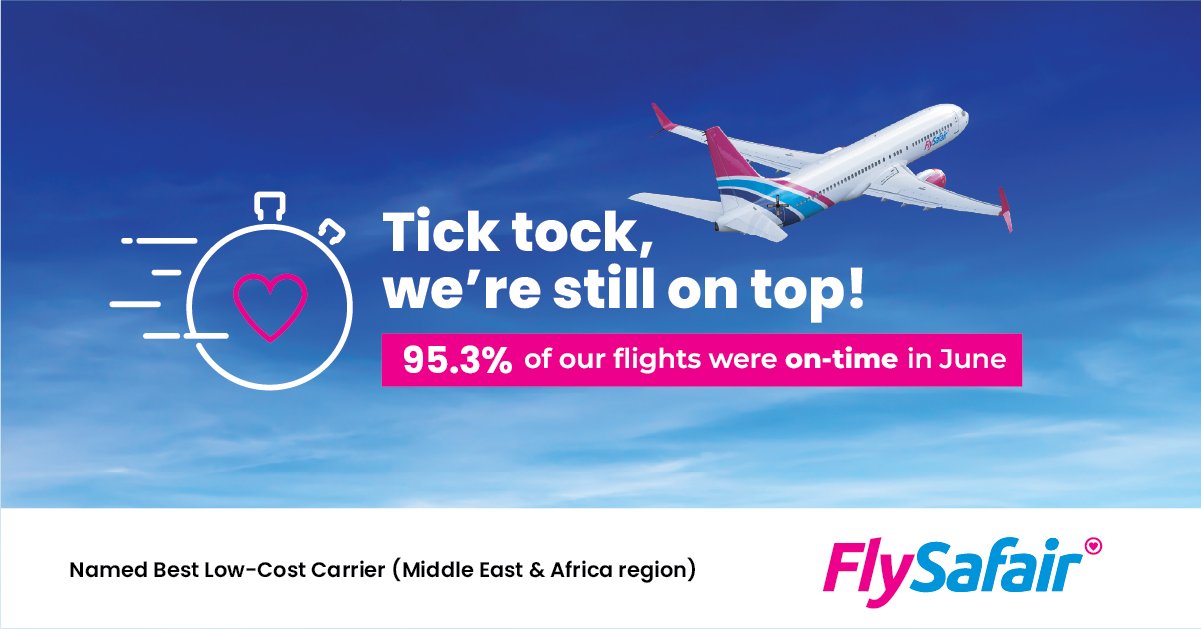 FlySafair
Tick tock,
we're still on top!
95.3% of our flights were on-time in June
Named Best Low-Cost Carrier (Middle East & Africa region)
FlySafair